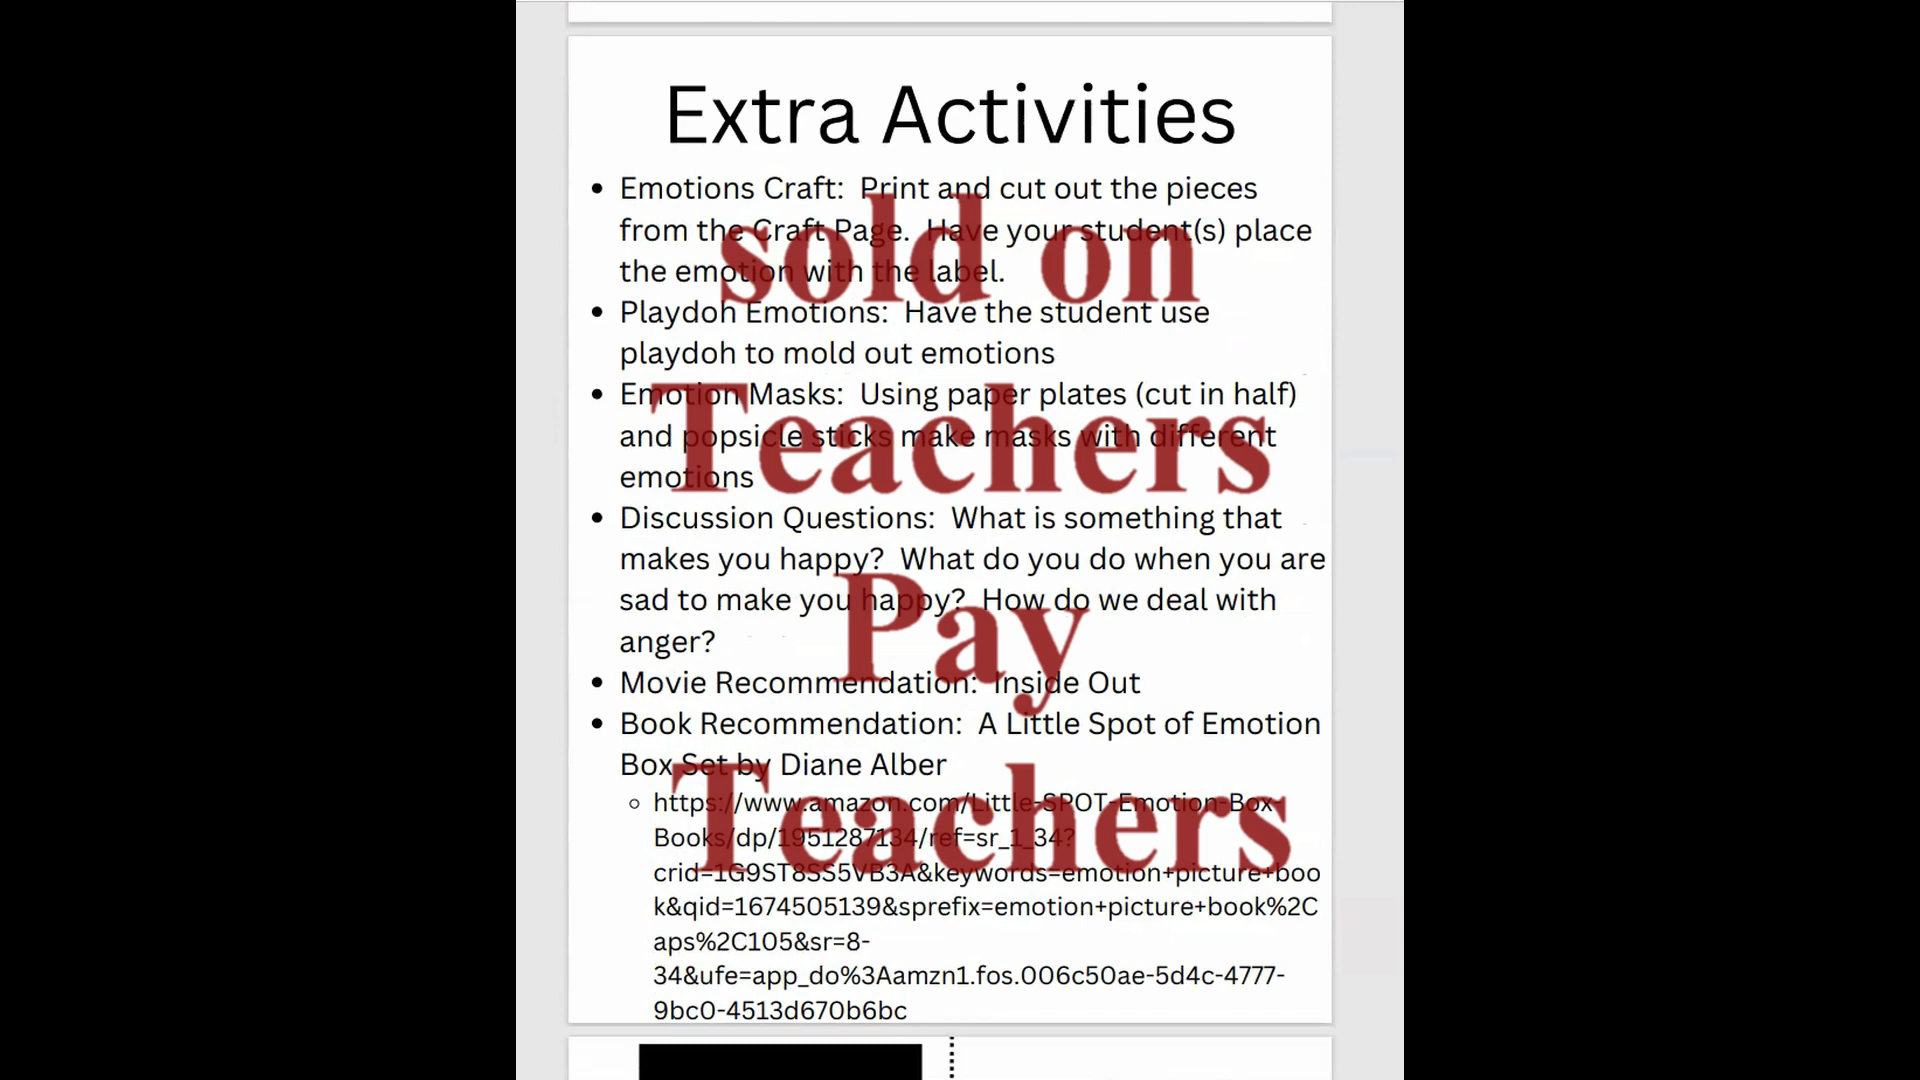 Extra Activities
• Emotions Craft:  Print and cut out the pieces
from the Craft Page.  Have your student(s) place
the emotion with the label.
• Playdoh Emotions:  Have the student use
playdoh to mold out emotions
• Emotion Masks:  Using paper plates (cut in half)
and popsicle sticks make masks with different
emotions
• Discussion Questions:  What is something that
makes you happy?  What do you do when you are
sad to make you happy?  How do we deal with
anger?
• Movie Recommendation:  Inside Out
• Book Recommendation:  A Little Spot of Emotion
Box Set by Diane Alber
◦ https://www.amazon.com/Little-SPOT-Emotion-Box-
Books/dp/1951287134/ref=sr_1_34?
crid=1G9ST8SS5VB3A&keywords=emotion+picture+boo
k&qid=1674505139&sprefix=emotion+picture+book%2C
aps%2C105&sr=8-
34&ufe=app_do%3Aamzn1.fos.006c50ae-5d4c-4777-
9bc0-4513d670b6bc
sold on
Teachers
Pay
Teachers